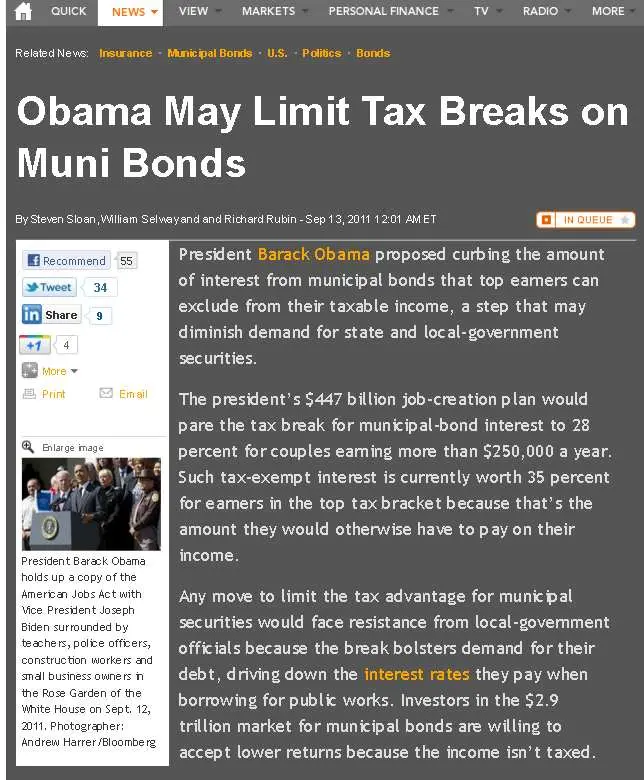 QUICK NEWS VIEW MARKETS PERSONAL FINANCE TV RADIO MORE
Related News: Insurance · Municipal Bonds · U.S. · Politics · Bonds
Obama May Limit Tax Breaks on
Muni Bonds
By Steven Sloan, William Selway and and Richard Rubin - Sep 13, 2011 12:01 AM ET
IN QUEUE
Recommend 55
Tweet 34
in Share 9
+1 4
More
Print Email
Enlarge image
President Barack Obama
holds up a copy of the
American Jobs Act with
Vice President Joseph
Biden surrounded by
teachers, police officers,
construction workers and
small business owners in
the Rose Garden of the
White House on Sept. 12,
2011. Photographer:
Andrew Harrer/Bloomberg
President Barack Obama proposed curbing the amount
of interest from municipal bonds that top earners can
exclude from their taxable income, a step that may
diminish demand for state and local-government
securities.
The president's $447 billion job-creation plan would
pare the tax break for municipal-bond interest to 28
percent for couples earning more than $250,000 a year.
Such tax-exempt interest is currently worth 35 percent
for earners in the top tax bracket because that's the
amount they would otherwise have to pay on their
income.
Any move to limit the tax advantage for municipal
securities would face resistance from local-government
officials because the break bolsters demand for their
debt, driving down the interest rates they pay when
borrowing for public works. Investors in the $2.9
trillion market for municipal bonds are willing to
accept lower returns because the income isn't taxed.